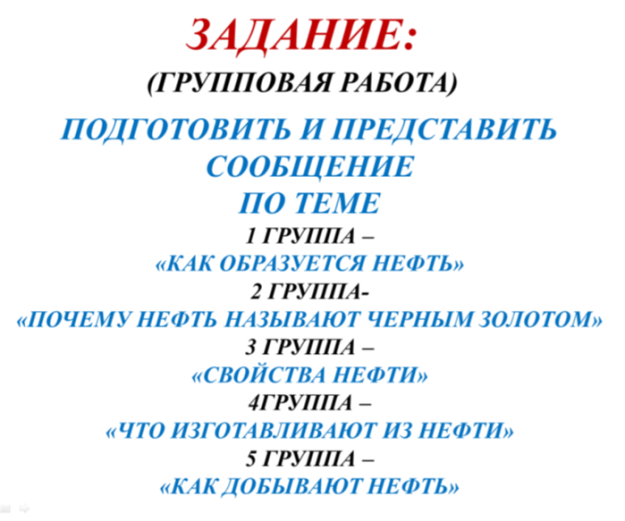 ЗАДАНИЕ:
(ГРУППОВАЯ РАБОТА)
ПОДГОТОВИТЬ И ПРЕДСТАВИТЬ
СООБЩЕНИЕ
ПО ТЕМЕ
1 ГРУППА –
«КАК ОБРАЗУЕТСЯ НЕФТЬ»
2 ГРУППА-
«ПОЧЕМУ НЕФТЬ НАЗЫВАЮТ ЧЕРНЫМ ЗОЛОТОМ»
3 ГРУППА –
«СВОЙСТВА НЕФТИ»
4ГРУППА –
«ЧТО ИЗГОТАВЛИВАЮТ ИЗ НЕФТИ»
5 ГРУППА –
«КАК ДОБЫВАЮТ НЕФТЬ»